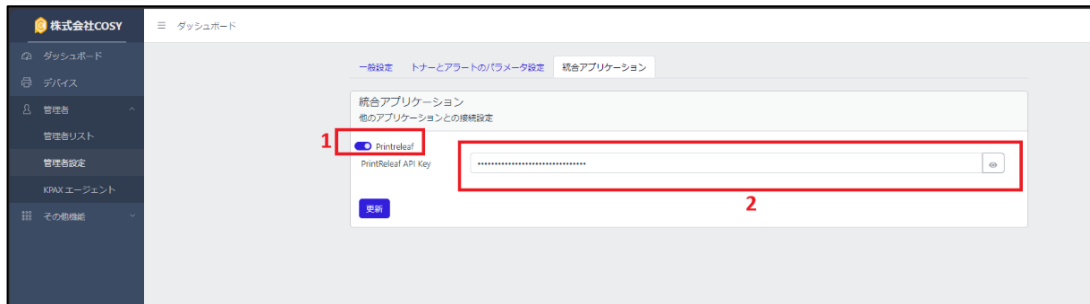 株式会社COSY
ダッシュボード
ダッシュボード
デバイス
管理者
管理者リスト
管理者設定
KPAX エージェント
その他機能
一般設定 トナーとアラートのパラメータ設定 統合アプリケーション
統合アプリケーション
他のアプリケーションとの接続設定
1
Printreleaf
PrintReleaf API Key
更新
2